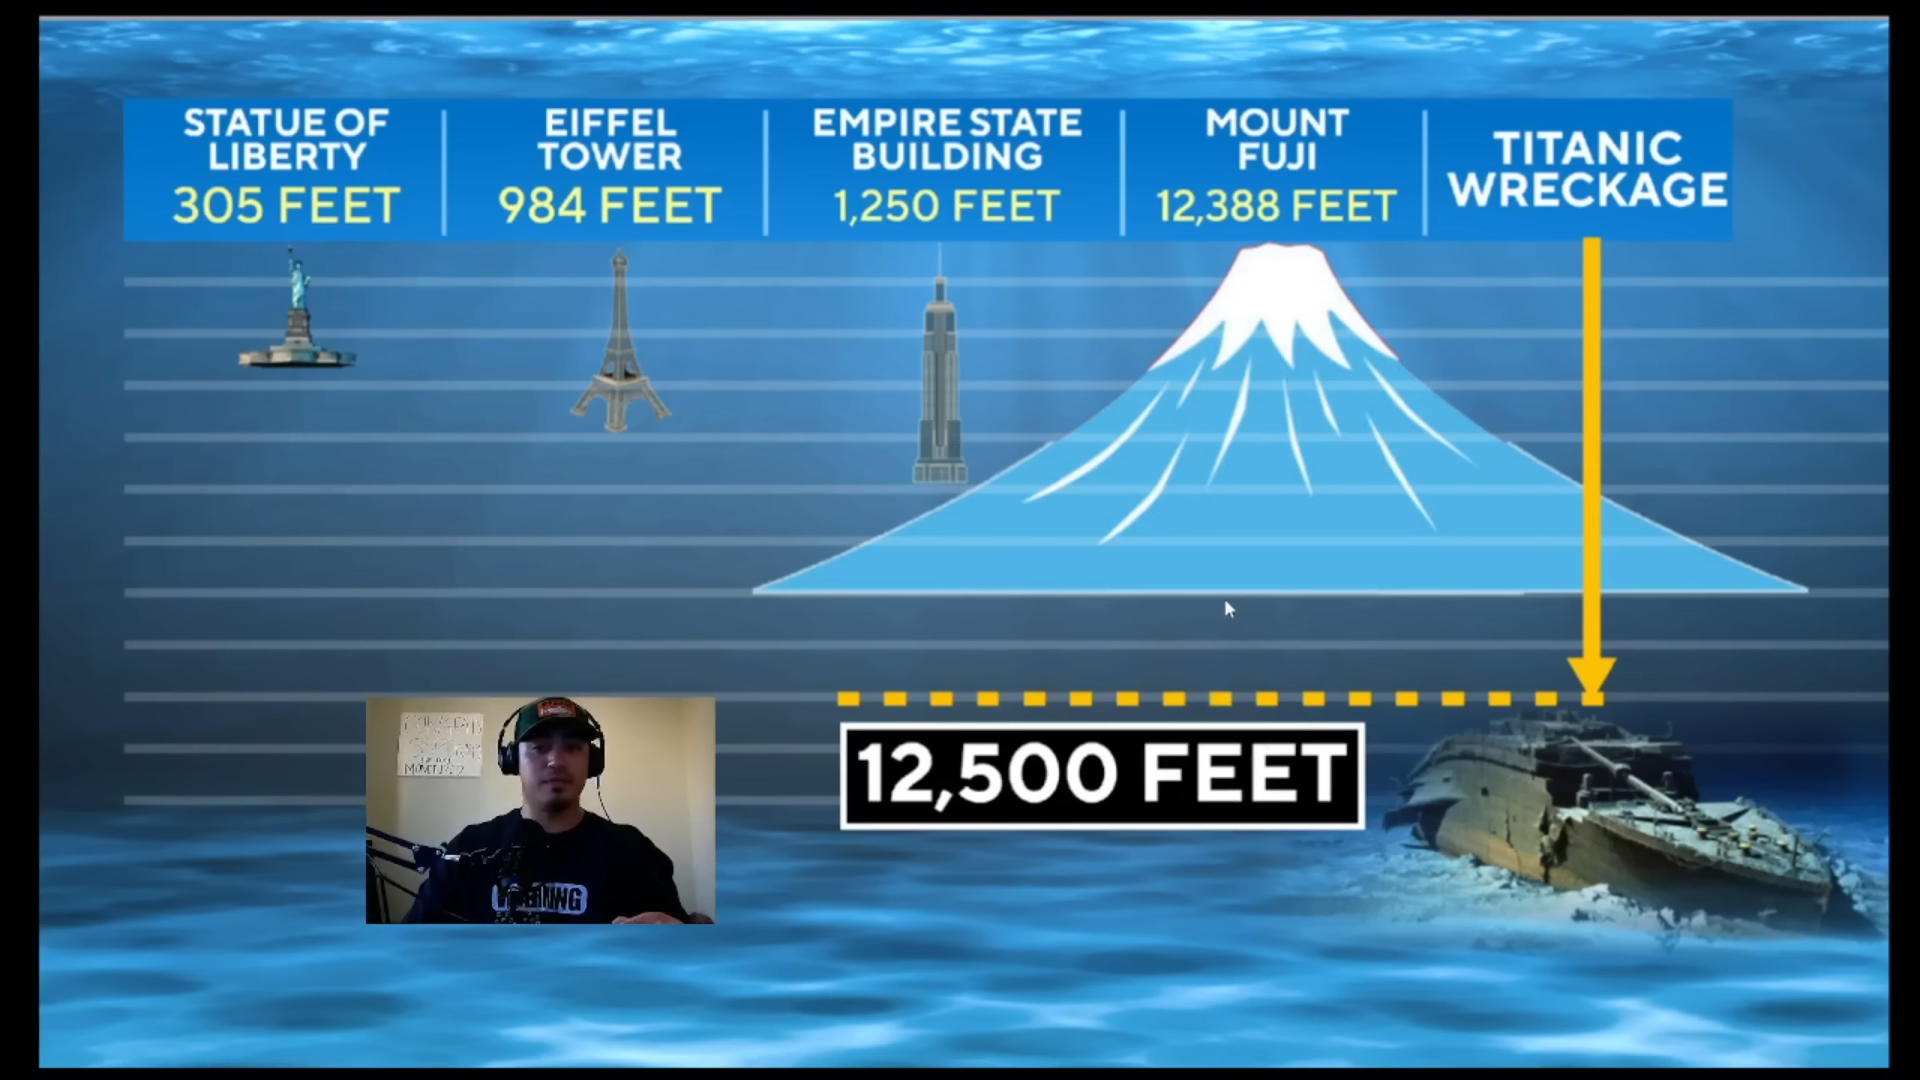 STATUE OF
LIBERTY
305 FEET
EIFFEL
TOWER
984 FEET
EMPIRE STATE
BUILDING
1,250 FEET
MOUNT
FUJI
12,388 FEET
TITANIC
WRECKAGE
12,500 FEET